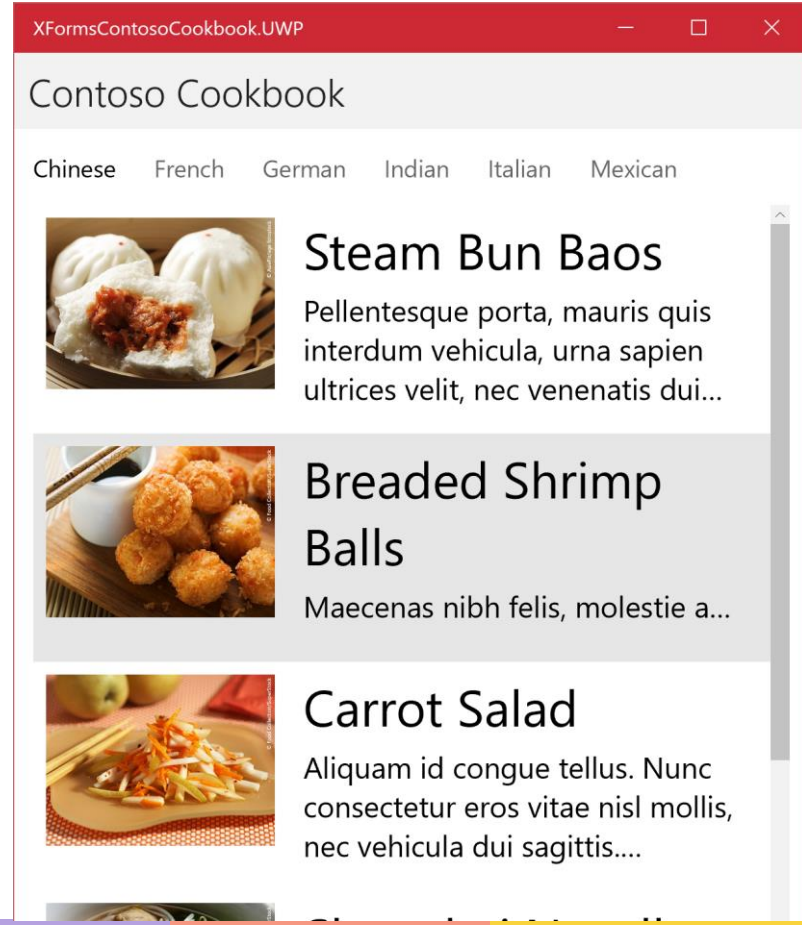 XFormsContosoCookbook.UWP
Contoso Cookbook
Chinese French German Indian Italian Mexican
Steam Bun Baos
Pellentesque porta, mauris quis
interdum vehicula, urna sapien
ultrices velit, nec venenatis dui...
Breaded Shrimp
Balls
Maecenas nibh felis, molestie a...
Carrot Salad
Aliquam id congue tellus. Nunc
consectetur eros vitae nisl mollis,
nec vehicula dui sagittis....